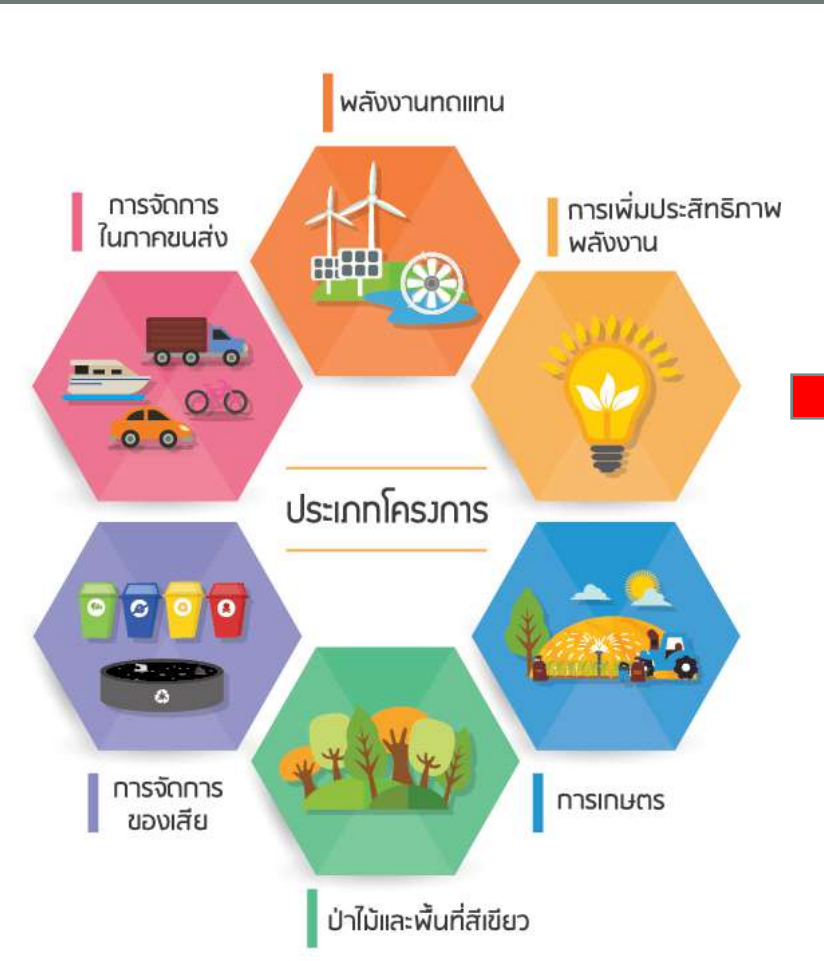 พลังงานทดแทน
การจัดการ
ในภาคขนส่ง
การเพิ่มประสิทธิภาพ
พลังงาน
ประเภทโครงการ
การจัดการ
ของเสีย
การเกษตร
ป่าไม้และพื้นที่สีเขียว